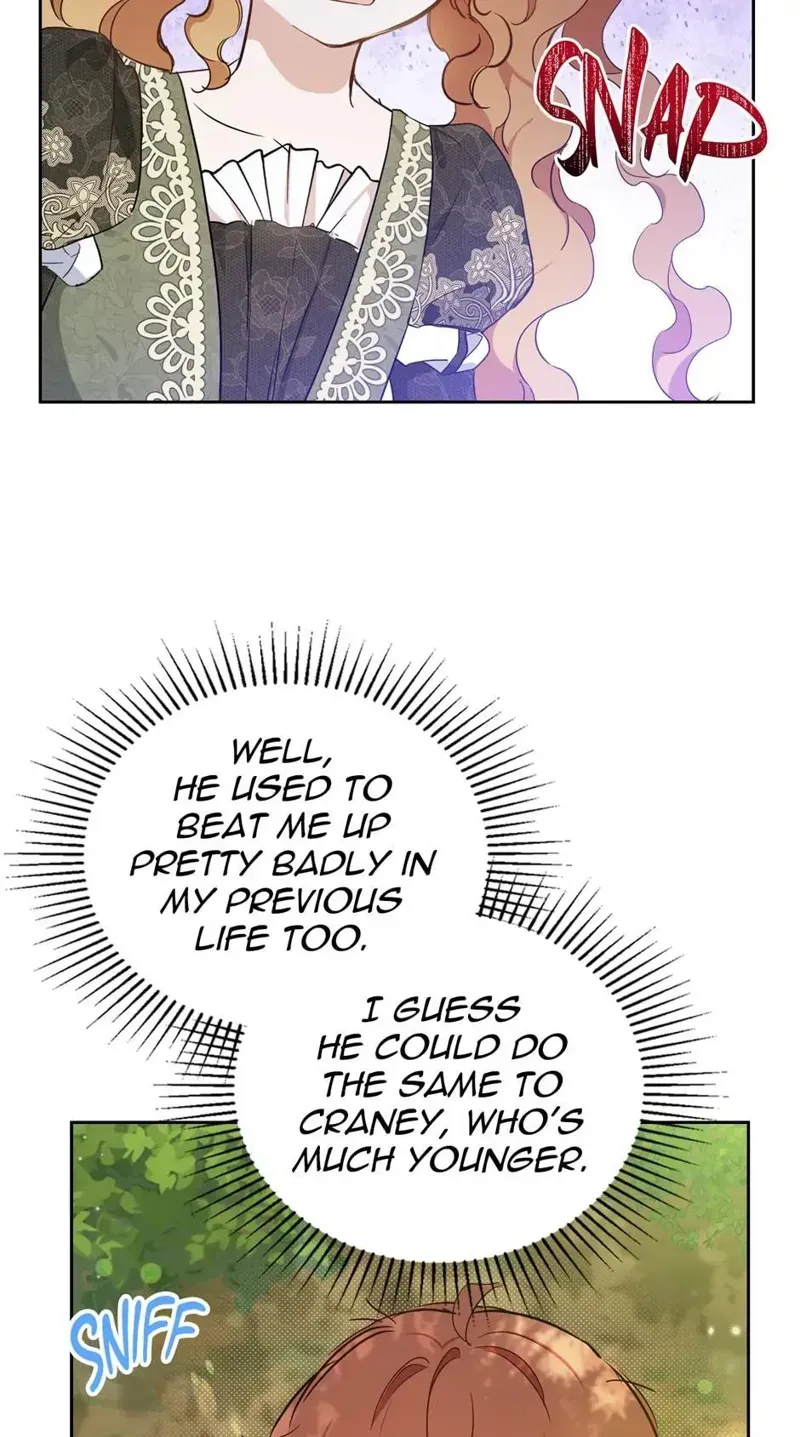 SNAP
WELL,
HE USED TO
BEAT ME UP
PRETTY BADLY IN
MY PREVIOUS
LIFE TOO.
I GUESS
HE COULD DO
THE SAME TO
CRANEY, WHO'S
MUCH YOUNGER.
SNIFF